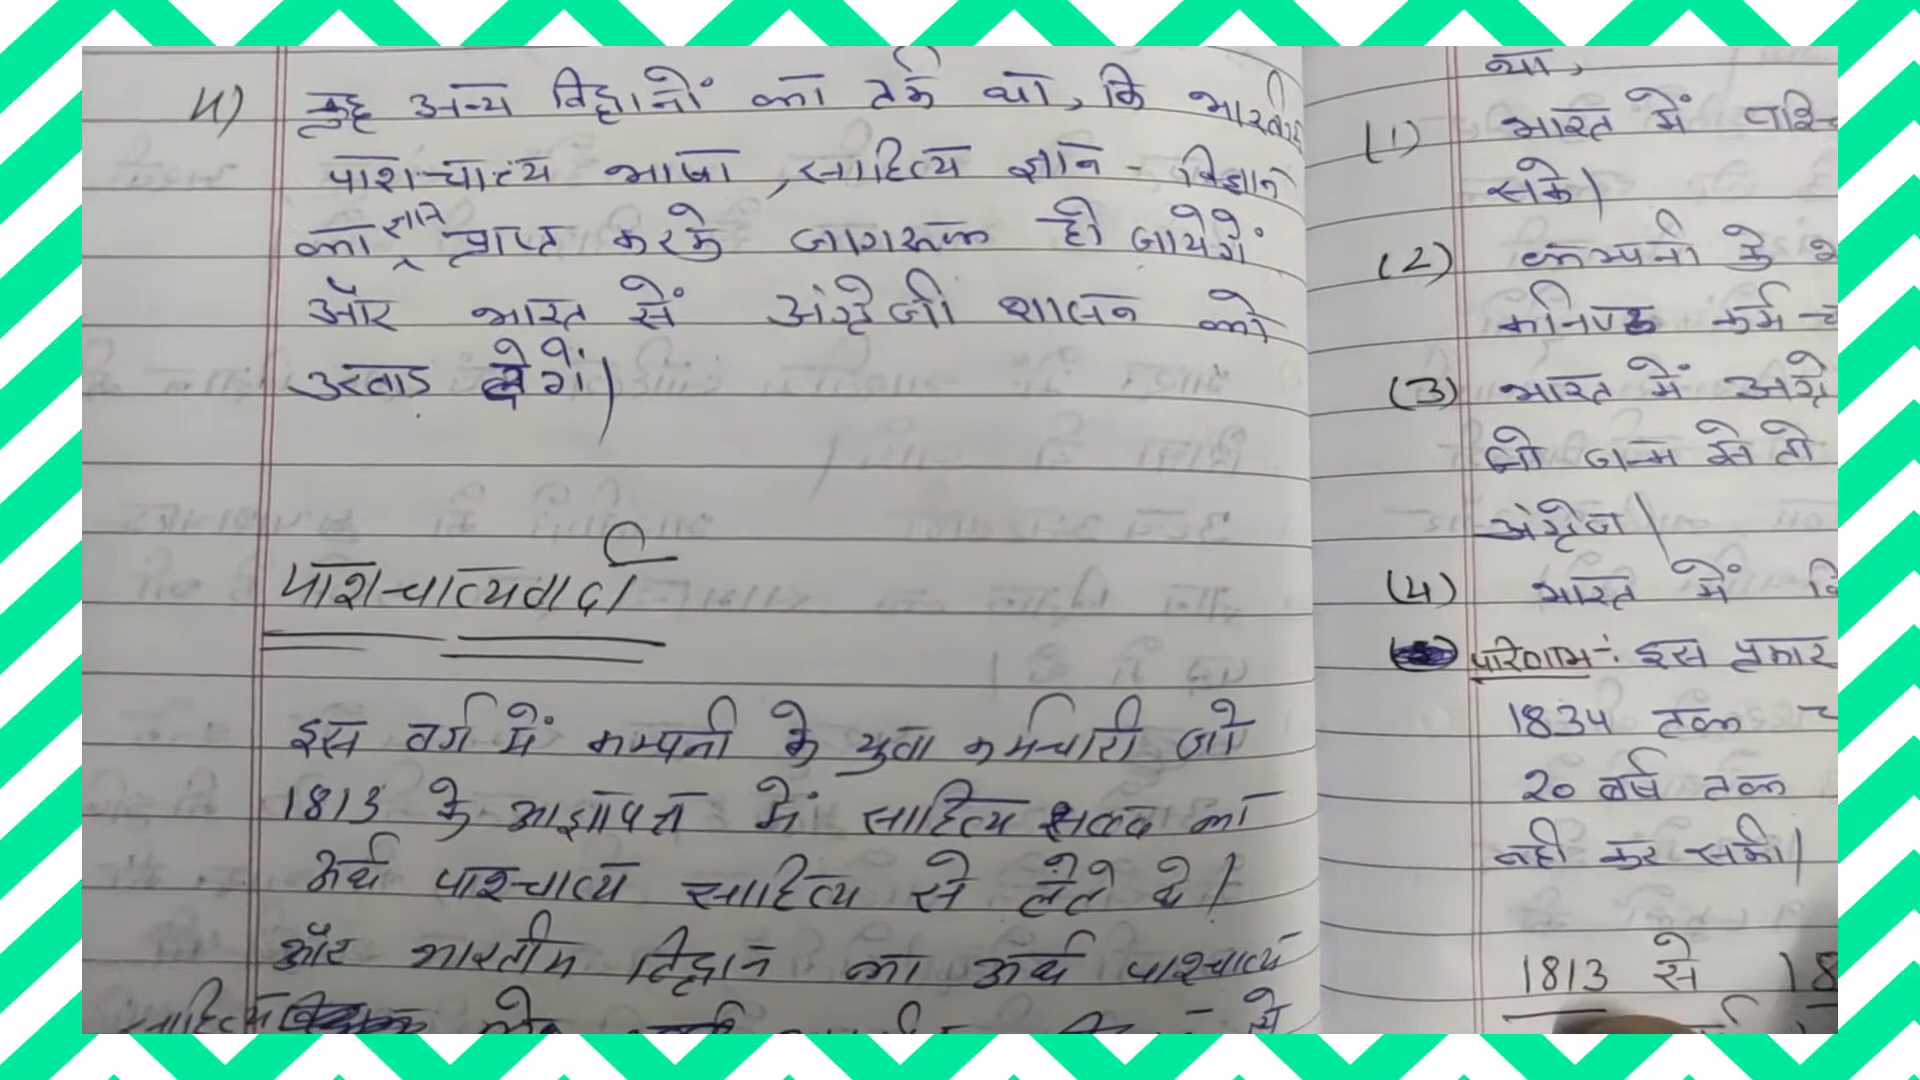 4) कुछ अन्य विद्वानों का तर्क था, कि भारतीय
पाश्चात्य भाषा, साहित्य ज्ञान - विज्ञान
का ज्ञान प्राप्त करके जागरूक हो जायेगें
और भारत सें अंग्रेजी शासन को
उखाड देगें।
पाश्चात्यवादी
इस वर्ग में कम्पनी के युवा कर्मचारी जो
1813 के आज्ञापत्र में साहित्य शब्द का
अर्थ पाश्चात्य साहित्य से लेते थे।
और भारतीय विद्वान का अर्थ पाश्चात्य
साहित्य
था,
(1) भारत में
सके।
(2) कम्पनी के
कनिष्ठ
(3) भारत में
जो जन्म से तो
अंग्रेज।
(4) भारत में
परिणाम-: इस प्रकार
1834 तक
20 वर्ष तक
नही कर सकी।
1813 से 18